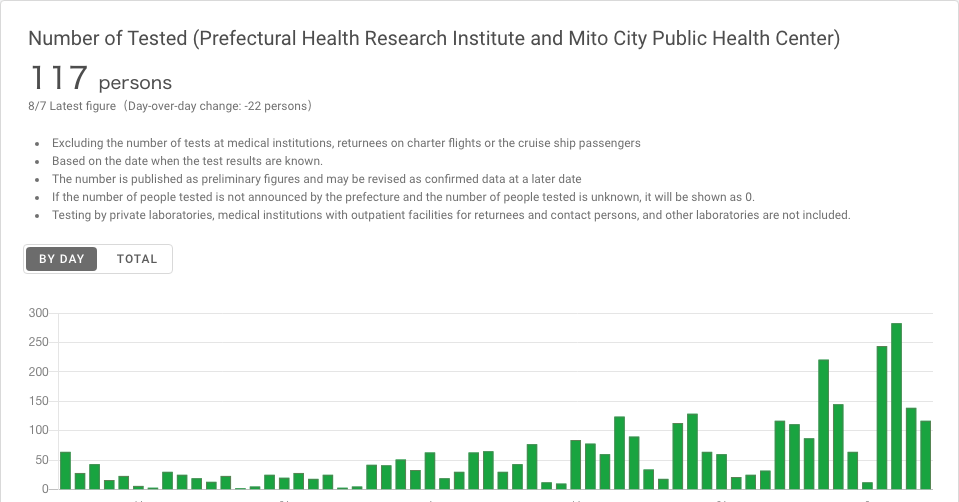 Number of Tested (Prefectural Health Research Institute and Mito City Public Health Center)
117 persons
8/7 Latest figure（Day-over-day change: -22 persons）
Excluding the number of tests at medical institutions, returnees on charter flights or the cruise ship passengers
Based on the date when the test results are known.
The number is published as preliminary figures and may be revised as confirmed data at a later date
If the number of people tested is not announced by the prefecture and the number of people tested is unknown, it will be shown as 0.
Testing by private laboratories, medical institutions with outpatient facilities for returnees and contact persons, and other laboratories are not included.
BY DAY TOTAL
300
250
200
150
100
50
0